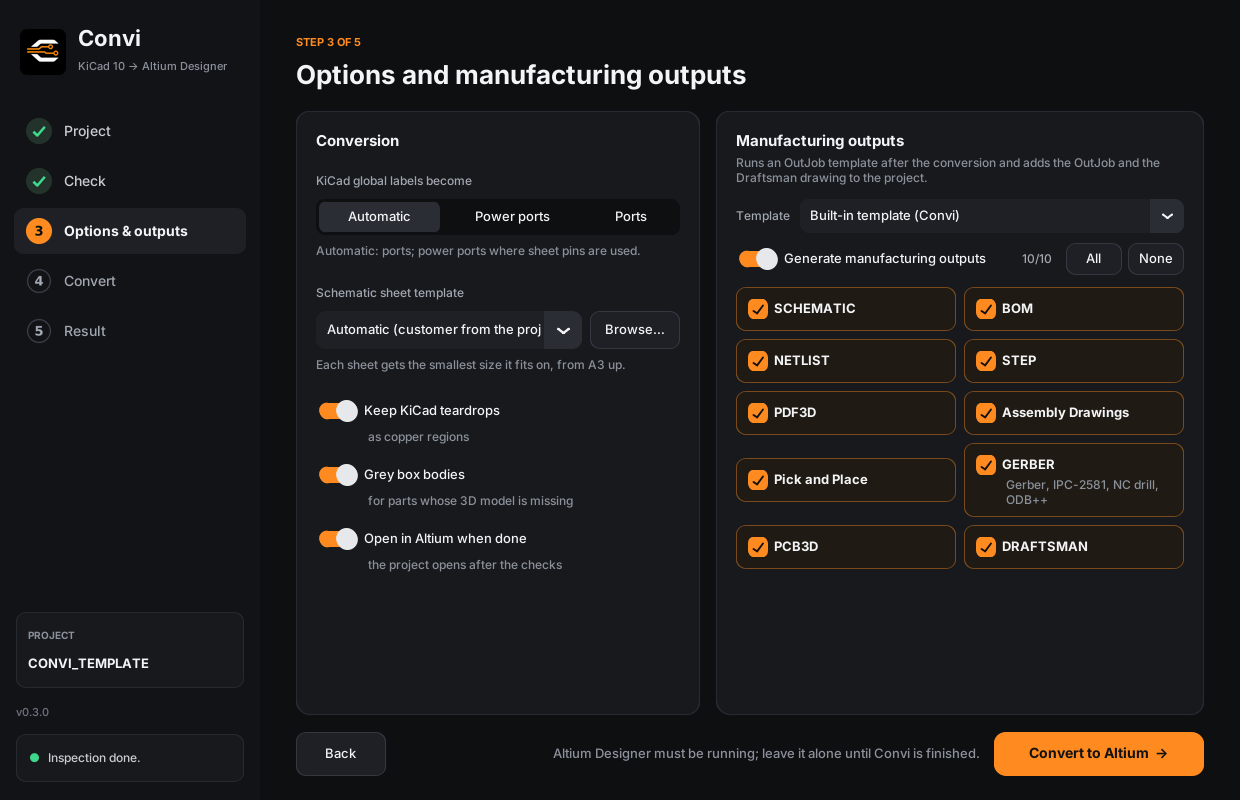 Convi
KiCad 10 → Altium Designer
Project
Check
3 Options & outputs
4 Convert
5 Result
PROJECT
CONVI_TEMPLATE
v0.3.0
Inspection done.
STEP 3 OF 5
Options and manufacturing outputs
Conversion
KiCad global labels become
Automatic Power ports Ports
Automatic: ports; power ports where sheet pins are used.
Schematic sheet template
Automatic (customer from the proj Browse...
Each sheet gets the smallest size it fits on, from A3 up.
Keep KiCad teardrops
as copper regions
Grey box bodies
for parts whose 3D model is missing
Open in Altium when done
the project opens after the checks
Manufacturing outputs
Runs an OutJob template after the conversion and adds the OutJob and the
Draftsman drawing to the project.
Template Built-in template (Convi)
Generate manufacturing outputs 10/10 All None
SCHEMATIC BOM
NETLIST STEP
PDF3D Assembly Drawings
Pick and Place GERBER
Gerber, IPC-2581, NC drill,
ODB++
PCB3D DRAFTSMAN
Back Altium Designer must be running; leave it alone until Convi is finished. Convert to Altium →